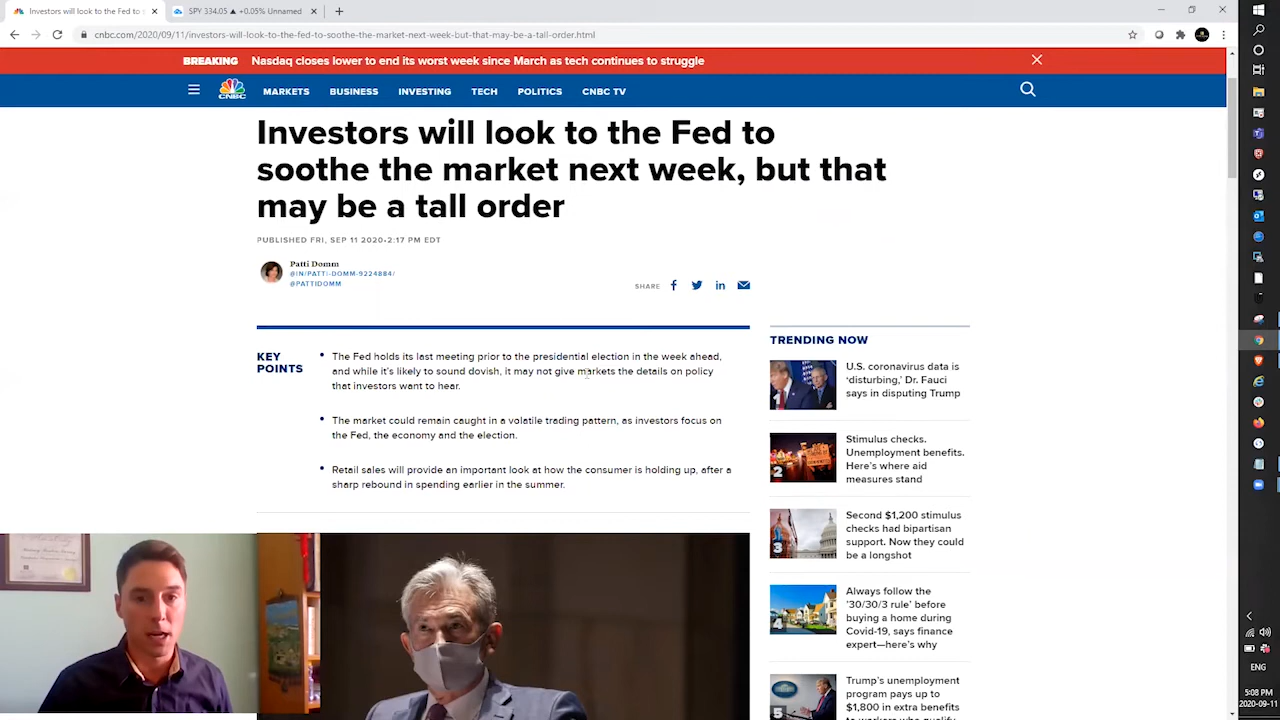 Investors will look to the Fed to s
SPY 334.05 ▲ +0.05% Unnamed
cnbc.com/2020/09/11/investors-will-look-to-the-fed-to-soothe-the-market-next-week-but-that-may-be-a-tall-order.html
BREAKING Nasdaq closes lower to end its worst week since March as tech continues to struggle
CNBC
MARKETS BUSINESS INVESTING TECH POLITICS CNBC TV
Investors will look to the Fed to
soothe the market next week, but that
may be a tall order
PUBLISHED FRI, SEP 11 2020•2:17 PM EDT
Patti Domm
@IN/PATTI-DOMM-9224884/
@PATTIDOMM
SHARE
KEY
POINTS
• The Fed holds its last meeting prior to the presidential election in the week ahead,
and while it's likely to sound dovish, it may not give markets the details on policy
that investors want to hear.
• The market could remain caught in a volatile trading pattern, as investors focus on
the Fed, the economy and the election.
• Retail sales will provide an important look at how the consumer is holding up, after a
sharp rebound in spending earlier in the summer.
TRENDING NOW
U.S. coronavirus data is
‘disturbing,’ Dr. Fauci
says in disputing Trump
2
Stimulus checks.
Unemployment benefits.
Here’s where aid
measures stand
3
Second $1,200 stimulus
checks had bipartisan
support. Now they could
be a longshot
4
Always follow the
’30/30/3 rule’ before
buying a home during
Covid-19, says finance
expert—here’s why
5
Trump’s unemployment
program pays up to
$1,800 in extra benefits
to workers who qualify
ENG
5:08 PM
2020-09-11